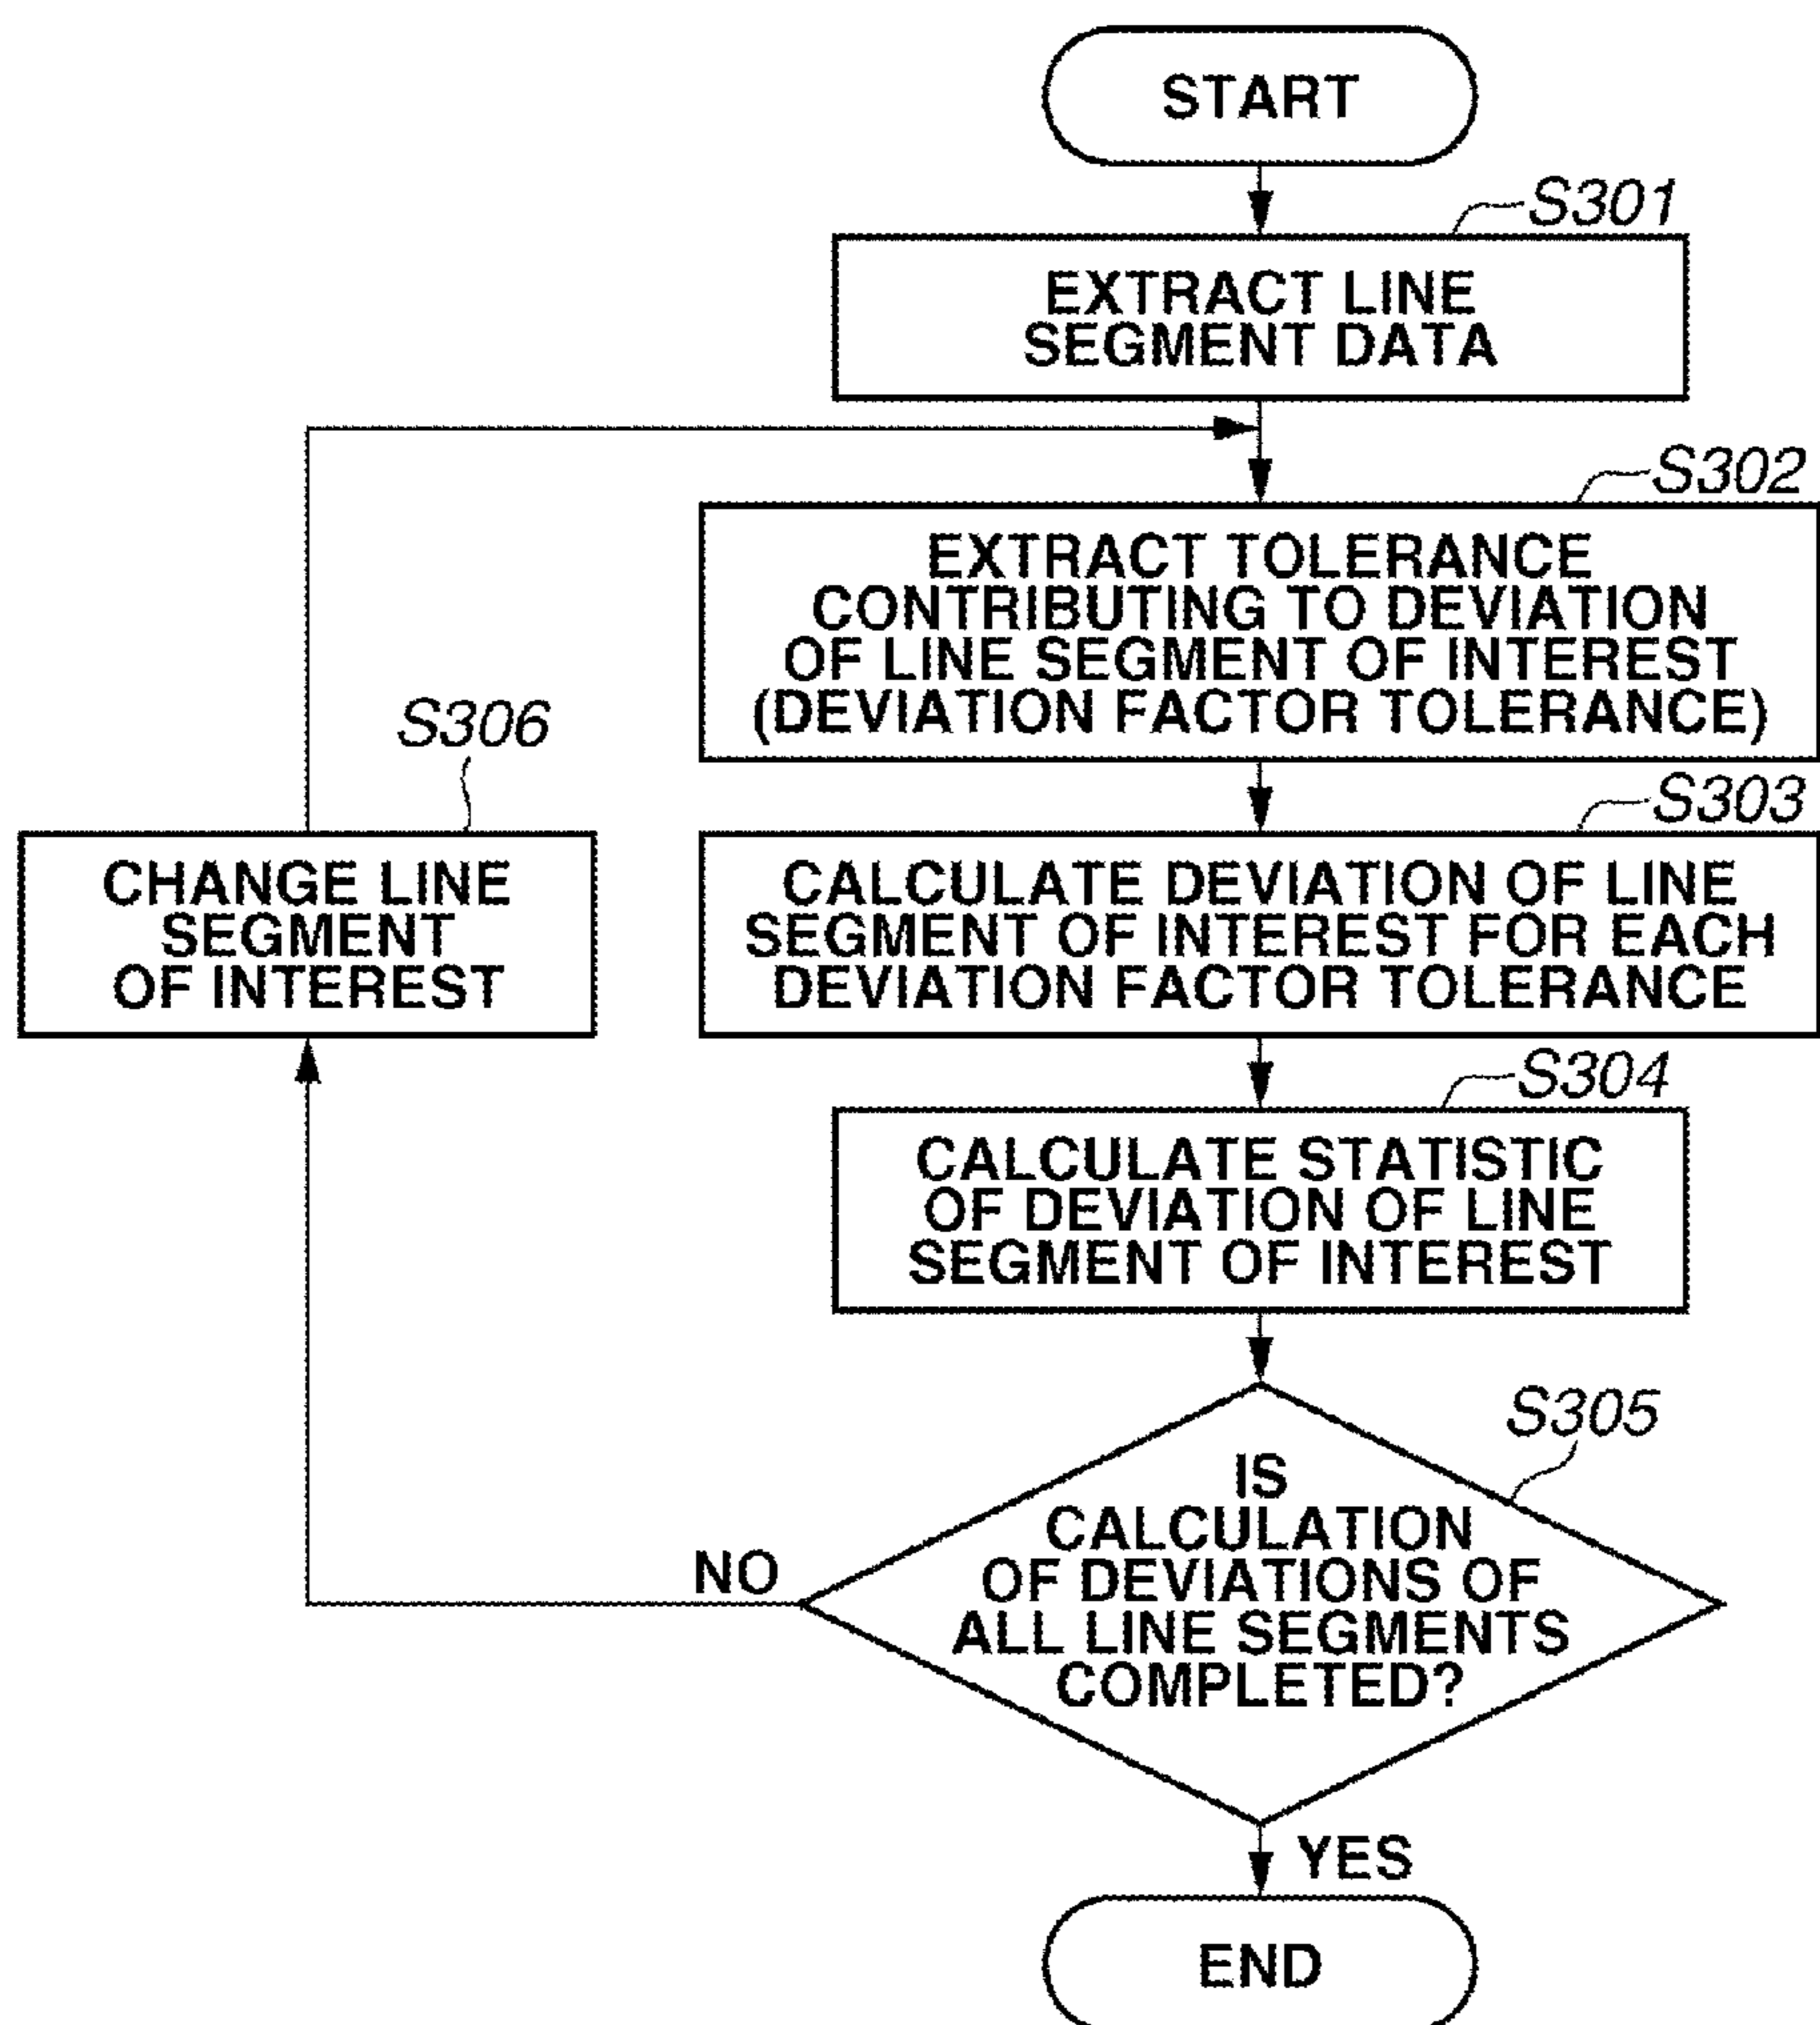 START
S301
EXTRACT LINE
SEGMENT DATA
S302
EXTRACT TOLERANCE
CONTRIBUTING TO DEVIATION
OF LINE SEGMENT OF INTEREST
(DEVIATION FACTOR TOLERANCE)
S303
CALCULATE DEVIATION OF LINE
SEGMENT OF INTEREST FOR EACH
DEVIATION FACTOR TOLERANCE
S304
CALCULATE STATISTIC
OF DEVIATION OF LINE
SEGMENT OF INTEREST
S305
IS
CALCULATION
OF DEVIATIONS OF
ALL LINE SEGMENTS
COMPLETED?
NO
S306
CHANGE LINE
SEGMENT
OF INTEREST
YES
END